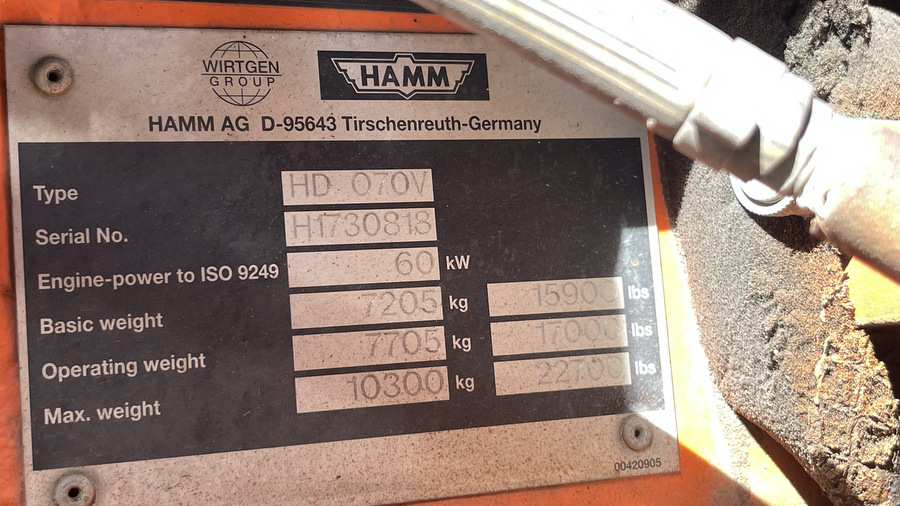 WIRTGEN
GROUP
HAMM
HAMM AG D-95643 Tirschenreuth-Germany
Type HD 070V
Serial No. H1730818
Engine-power to ISO 9249 60 kW
Basic weight 7205 kg 15900 lbs
Operating weight 7705 kg 17000 lbs
Max. weight 10300 kg 22700 lbs
00420905